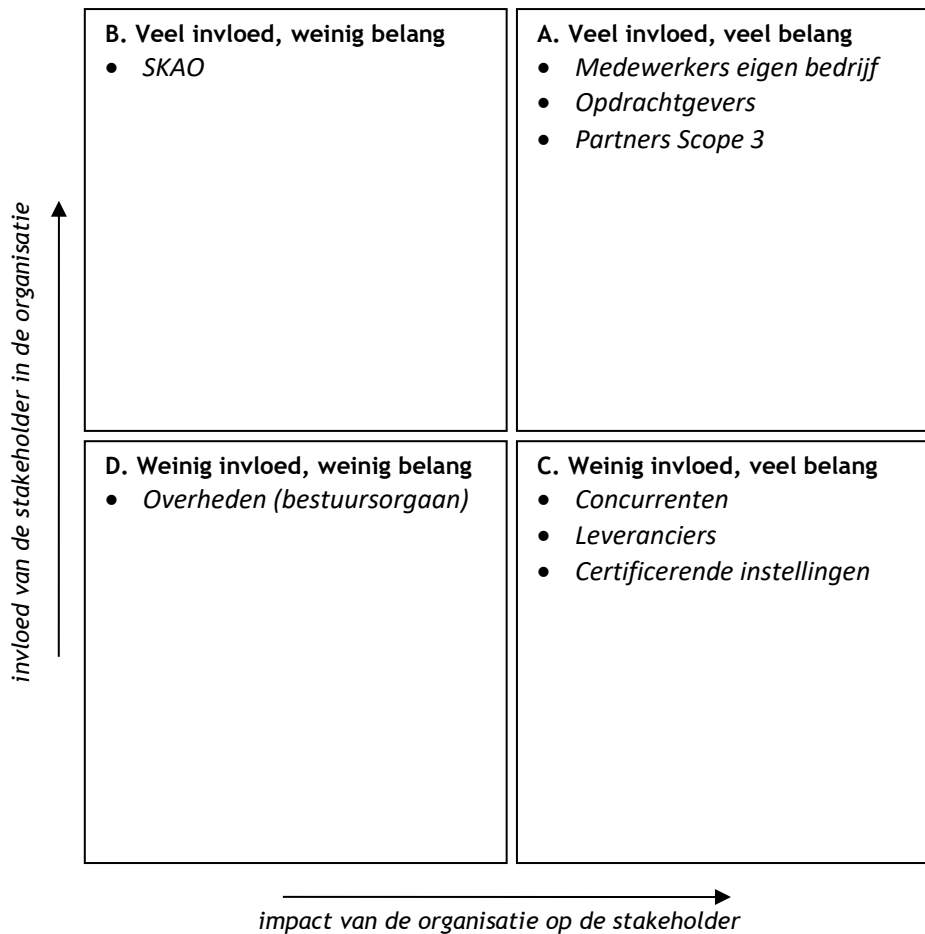 B. Veel invloed, weinig belang
• SKAO
A. Veel invloed, veel belang
• Medewerkers eigen bedrijf
• Opdrachtgevers
• Partners Scope 3
invloed van de stakeholder in de organisatie
D. Weinig invloed, weinig belang
• Overheden (bestuursorgaan)
C. Weinig invloed, veel belang
• Concurrenten
• Leveranciers
• Certificerende instellingen
impact van de organisatie op de stakeholder